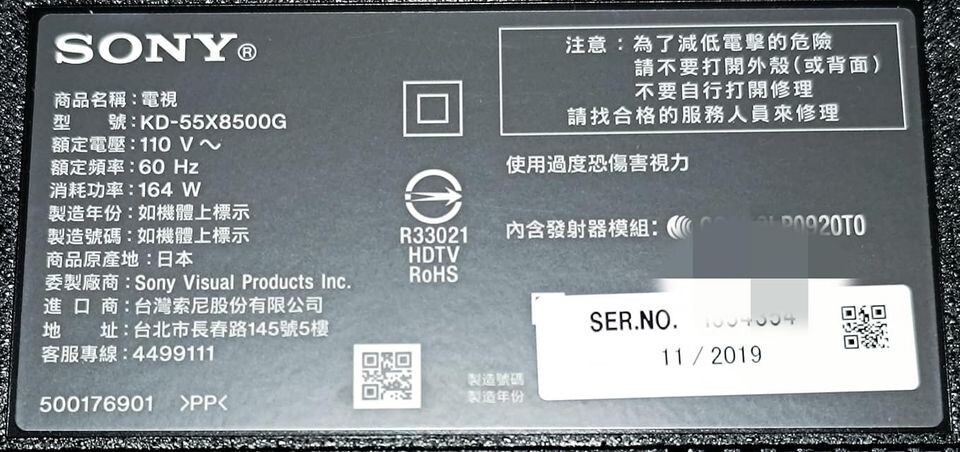 SONY®
商品名稱：電視
型　　號：KD-55X8500G
額定電壓：110 V～
額定頻率：60 Hz
消耗功率：164 W
製造年份：如機體上標示
製造號碼：如機體上標示
商品原產地：日本
委製廠商：Sony Visual Products Inc.
進 口 商：台灣索尼股份有限公司
地　　址：台北市長春路145號5樓
客服專線：4499111
500176901 >PP<
R33021
HDTV
RoHS
注意：為了減低電擊的危險
請不要打開外殼(或背面)
不要自行打開修理
請找合格的服務人員來修理
使用過度恐傷害視力
內含發射器模組:
SER.NO.
11 / 2019
製造號碼
製造年份